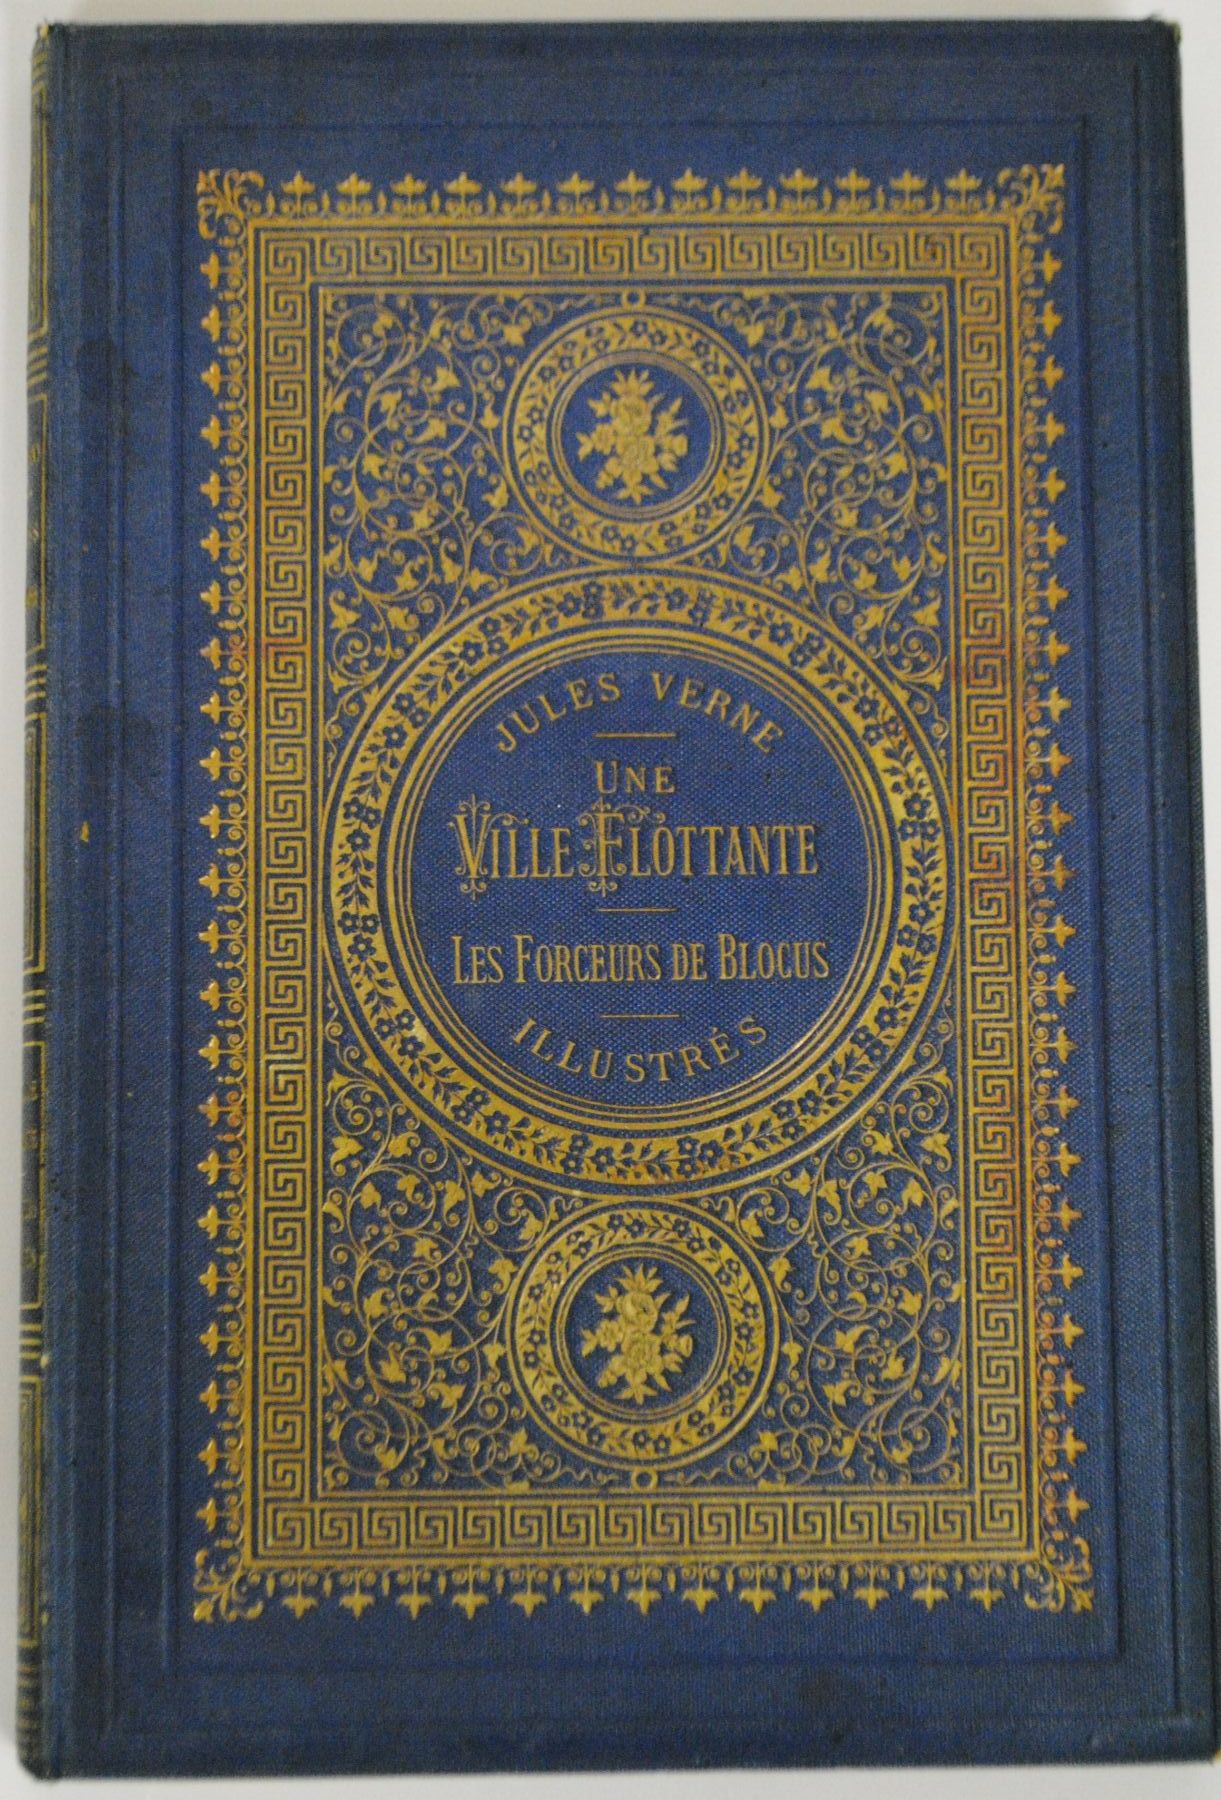 JULES VERNE
UNE
VILLE FLOTTANTE
LES FORCEURS DE BLOCUS
ILLUSTRÉS